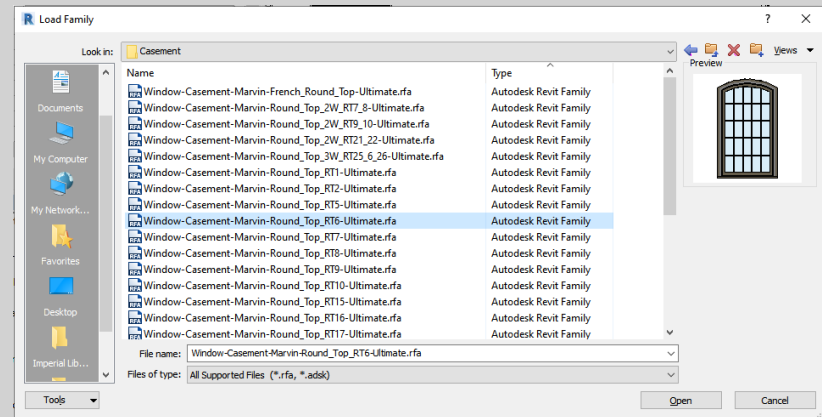 Load Family
Look in: Casement
Views
Preview
Name Type
Window-Casement-Marvin-French_Round_Top-Ultimate.rfa Autodesk Revit Family
Window-Casement-Marvin-Round_Top_2W_RT7_8-Ultimate.rfa Autodesk Revit Family
Window-Casement-Marvin-Round_Top_2W_RT9_10-Ultimate.rfa Autodesk Revit Family
Window-Casement-Marvin-Round_Top_2W_RT21_22-Ultimate.rfa Autodesk Revit Family
Window-Casement-Marvin-Round_Top_3W_RT25_6_26-Ultimate.rfa Autodesk Revit Family
Window-Casement-Marvin-Round_Top_RT1-Ultimate.rfa Autodesk Revit Family
Window-Casement-Marvin-Round_Top_RT2-Ultimate.rfa Autodesk Revit Family
Window-Casement-Marvin-Round_Top_RT5-Ultimate.rfa Autodesk Revit Family
Window-Casement-Marvin-Round_Top_RT6-Ultimate.rfa Autodesk Revit Family
Window-Casement-Marvin-Round_Top_RT7-Ultimate.rfa Autodesk Revit Family
Window-Casement-Marvin-Round_Top_RT8-Ultimate.rfa Autodesk Revit Family
Window-Casement-Marvin-Round_Top_RT9-Ultimate.rfa Autodesk Revit Family
Window-Casement-Marvin-Round_Top_RT10-Ultimate.rfa Autodesk Revit Family
Window-Casement-Marvin-Round_Top_RT15-Ultimate.rfa Autodesk Revit Family
Window-Casement-Marvin-Round_Top_RT16-Ultimate.rfa Autodesk Revit Family
Window-Casement-Marvin-Round_Top_RT17-Ultimate.rfa Autodesk Revit Family
Documents
My Computer
My Network...
Favorites
Desktop
Imperial Lib...
File name: Window-Casement-Marvin-Round_Top_RT6-Ultimate.rfa
Files of type: All Supported Files (*.rfa, *.adsk)
Tools
Open
Cancel